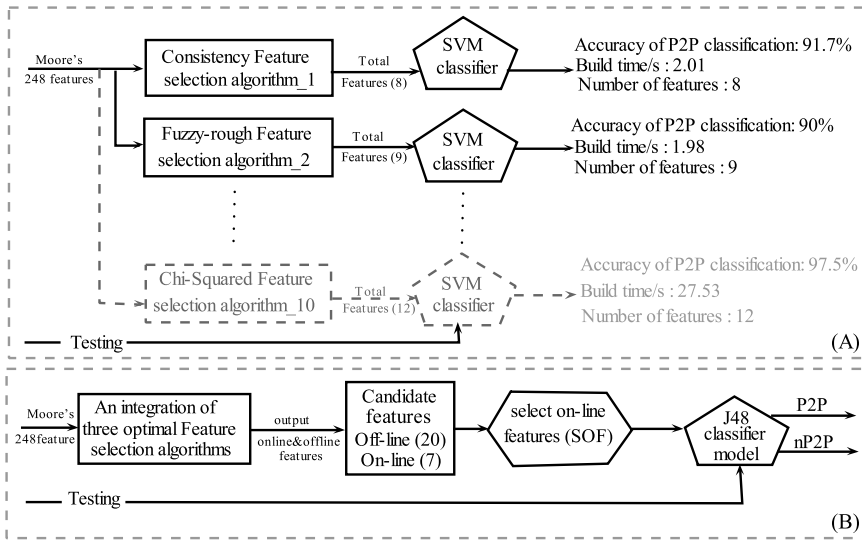 Moore's
248 features
Consistency Feature
selection algorithm_1
Total
Features (8)
SVM
classifier
Accuracy of P2P classification: 91.7%
Build time/s : 2.01
Number of features : 8
Fuzzy-rough Feature
selection algorithm_2
Total
Features (9)
SVM
classifier
Accuracy of P2P classification: 90%
Build time/s : 1.98
Number of features : 9
Chi-Squared Feature
selection algorithm_10
Total
Features (12)
SVM
classifier
Accuracy of P2P classification: 97.5%
Build time/s : 27.53
Number of features : 12
Testing
(A)
Moore's
248feature
An integration of
three optimal Feature
selection algorithms
output
online&offline
features
Candidate
features
Off-line (20)
On-line (7)
select on-line
features (SOF)
J48
classifier
model
P2P
nP2P
Testing
(B)